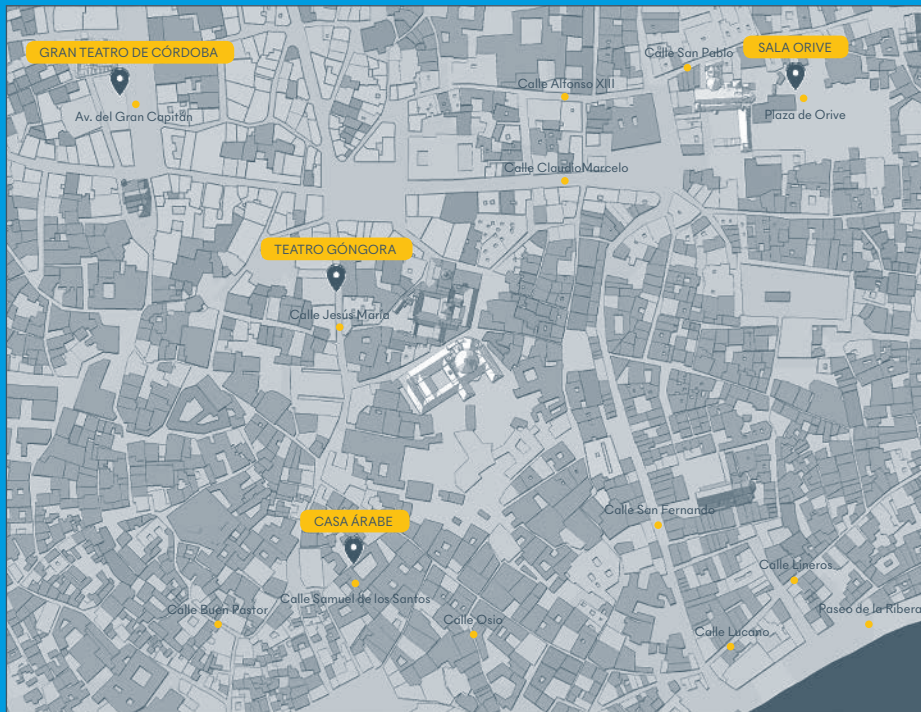 GRAN TEATRO DE CÓRDOBA
SALA ORIVE
Calle San Pablo
Calle Alfonso XIII
Av. del Gran Capitán
Plaza de Orive
Calle ClaudioMarcelo
TEATRO GÓNGORA
Calle Jesús María
CASA ÁRABE
Calle San Fernando
Calle Lineros
Calle Samuel de los Santos
Calle Buen Pastor
Paseo de la Ribera
Calle Osio
Calle Lucano